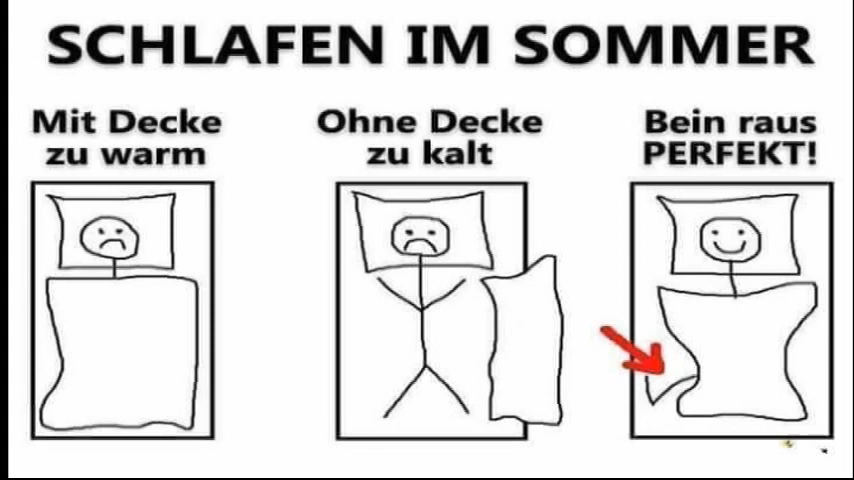 SCHLAFEN IM SOMMER
Mit Decke
zu warm
Ohne Decke
zu kalt
Bein raus
PERFEKT!